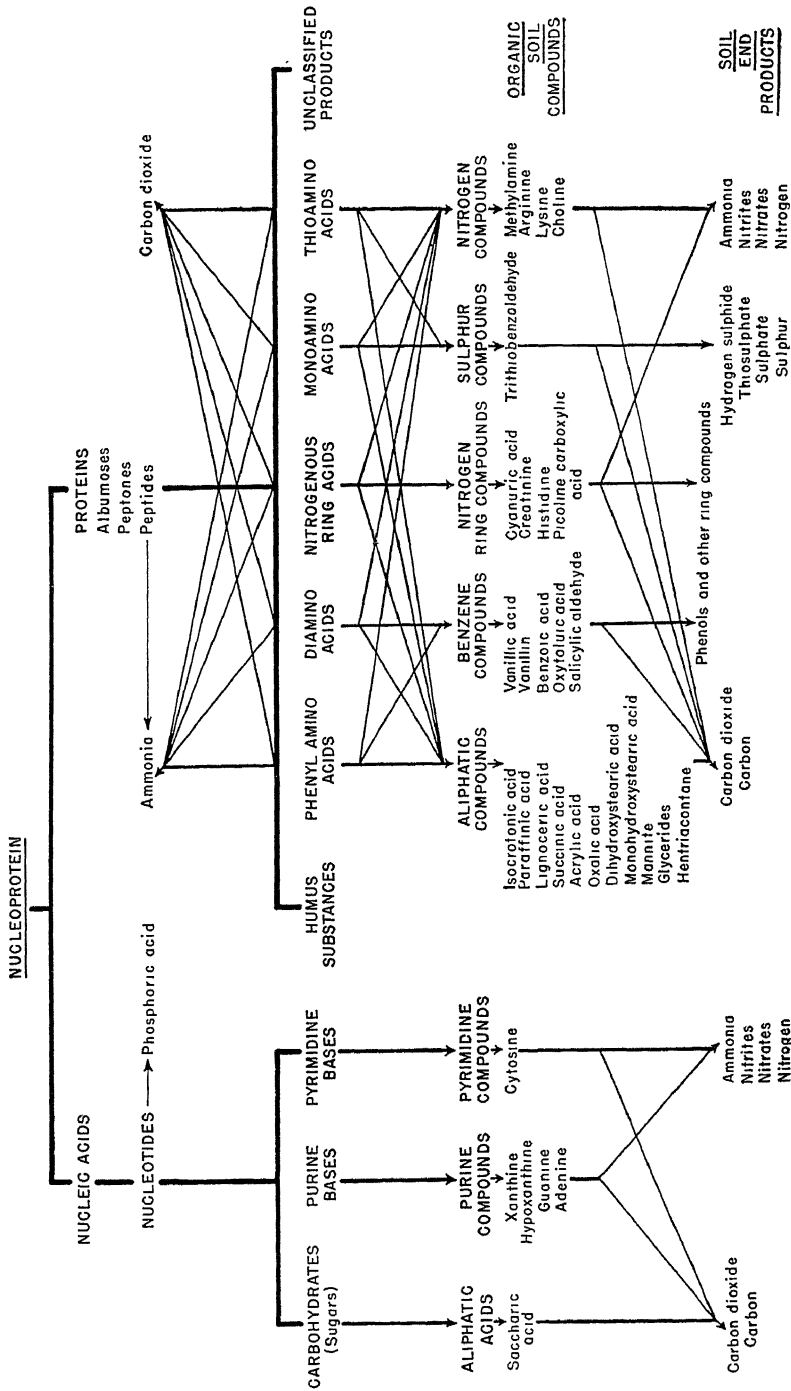 NUCLEOPROTEIN
NUCLEIC ACIDS
NUCLEOTIDES
Phosphoric acid
PROTEINS
Albumoses
Peptones
Peptides
Ammonia
Carbon dioxide
CARBOHYDRATES
(Sugars)
PURINE
BASES
PYRIMIDINE
BASES
HUMUS
SUBSTANCES
PHENYL AMINO
ACIDS
DIAMINO
ACIDS
NITROGENOUS
RING ACIDS
MONOAMINO
ACIDS
THIOAMINO
ACIDS
UNCLASSIFIED
PRODUCTS
ALIPHATIC
ACIDS
Saccharic
acid
PURINE
COMPOUNDS
Xanthine
Hypoxanthine
Guanine
Adenine
PYRIMIDINE
COMPOUNDS
Cytosine
ALIPHATIC
COMPOUNDS
Isocrotonic acid
Paraffinic acid
Lignoceric acid
Succinic acid
Acrylic acid
Oxalic acid
Dihydroxystearic acid
Monohydroxystearic acid
Mannite
Glycerides
Hentriacontane
BENZENE
COMPOUNDS
Vanillic acid
Vanillin
Benzoic acid
Oxytoluic acid
Salicylic aldehyde
NITROGEN
RING COMPOUNDS
Cyanuric acid
Creatinine
Histidine
Picoline carboxylic
acid
SULPHUR
COMPOUNDS
Trithiobenzaldehyde
NITROGEN
COMPOUNDS
Methylamine
Arginine
Lysine
Choline
ORGANIC
SOIL
COMPOUNDS
Carbon dioxide
Carbon
Ammonia
Nitrites
Nitrates
Nitrogen
Carbon dioxide
Carbon
Phenols and other ring compounds
Hydrogen sulphide
Thiosulphate
Sulphate
Sulphur
Ammonia
Nitrites
Nitrates
Nitrogen
SOIL
END
PRODUCTS